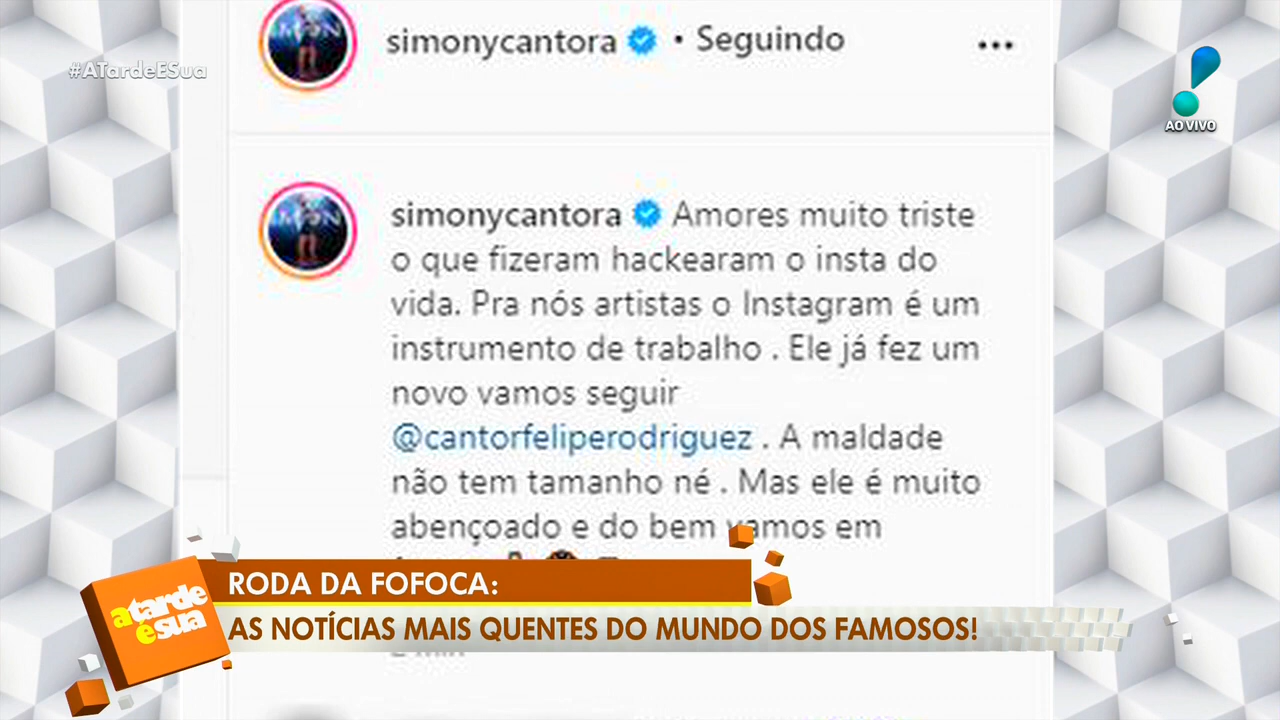 simonycantora • Seguindo •••
#ATardeESua
AO VIVO
simonycantora Amores muito triste
o que fizeram hackearam o insta do
vida. Pra nós artistas o Instagram é um
instrumento de trabalho . Ele já fez um
novo vamos seguir
@cantorfeliperodriguez . A maldade
não tem tamanho né . Mas ele é muito
abençoado e do bem vamos em
RODA DA FOFOCA:
a tarde
é sua
AS NOTÍCIAS MAIS QUENTES DO MUNDO DOS FAMOSOS!